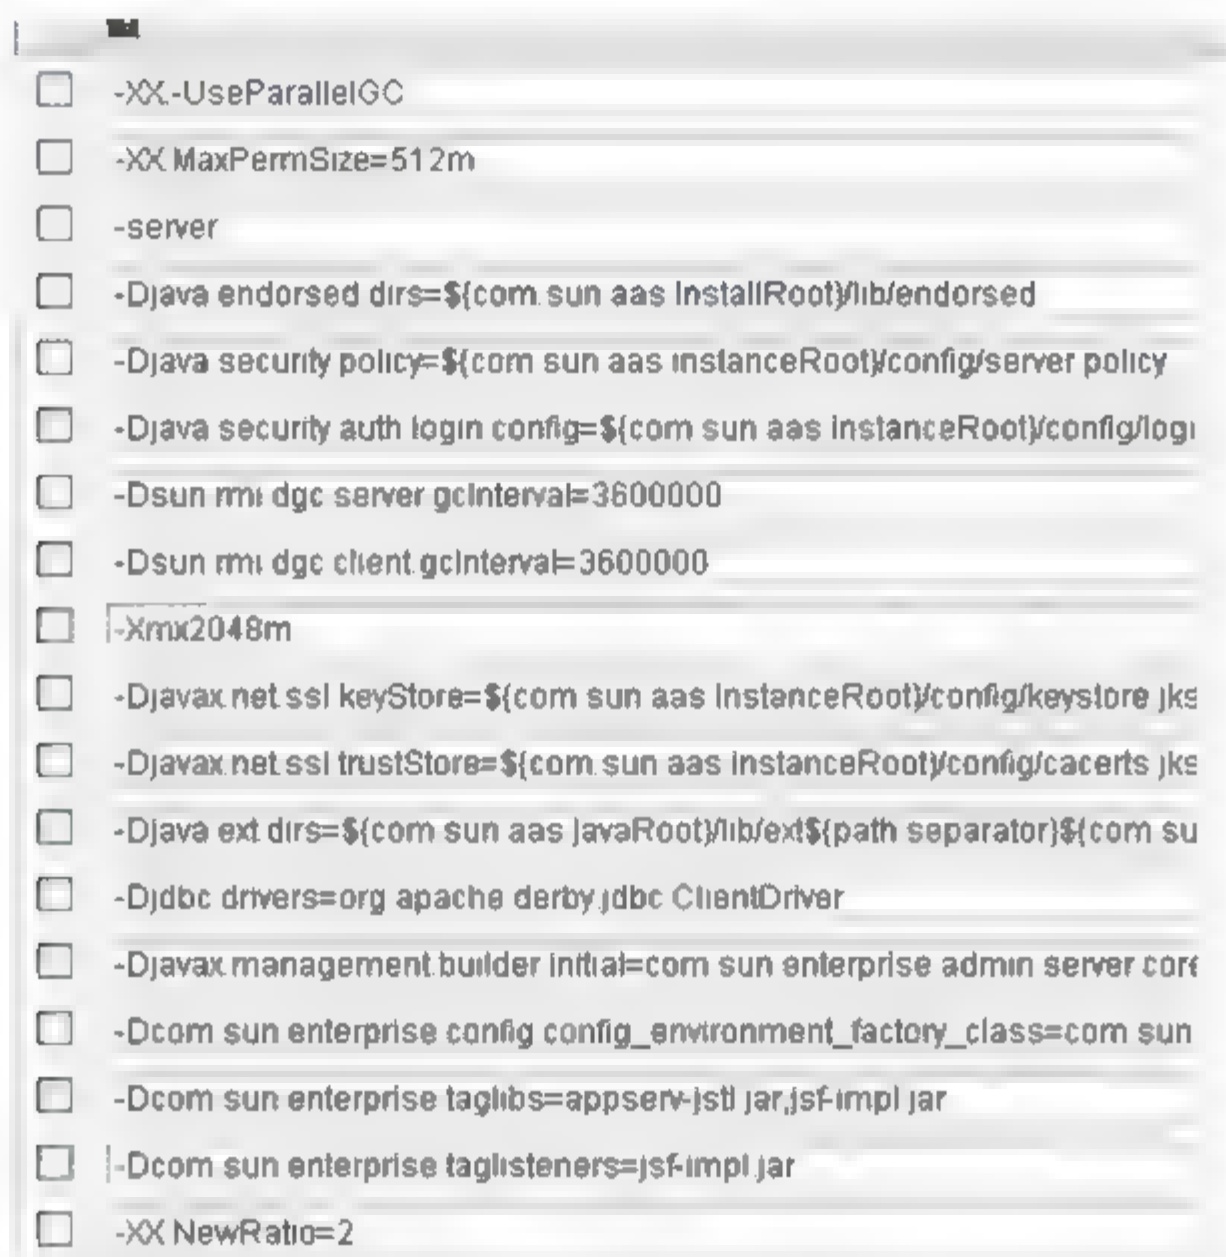 -XX:-UseParallelGC
-XX:MaxPermSize=512m
-server
-Djava.endorsed.dirs=${com.sun.aas.installRoot}/lib/endorsed
-Djava.security.policy=${com.sun.aas.instanceRoot}/config/server.policy
-Djava.security.auth.login.config=${com.sun.aas.instanceRoot}/config/logi
-Dsun.rmi.dgc.server.gcInterval=3600000
-Dsun.rmi.dgc.client.gcInterval=3600000
-Xmx2048m
-Djavax.net.ssl.keyStore=${com.sun.aas.instanceRoot}/config/keystore.jks
-Djavax.net.ssl.trustStore=${com.sun.aas.instanceRoot}/config/cacerts.jks
-Djava.ext.dirs=${com.sun.aas.javaRoot}/lib/ext${path.separator}${com.su
-Djdbc.drivers=org.apache.derby.jdbc.ClientDriver
-Djavax.management.builder.initial=com.sun.enterprise.admin.server.core
-Dcom.sun.enterprise.config.config_environment_factory_class=com.sun
-Dcom.sun.enterprise.taglibs=appserv-jstl.jar,jsf-impl.jar
-Dcom.sun.enterprise.taglisteners=jsf-impl.jar
-XX:NewRatio=2